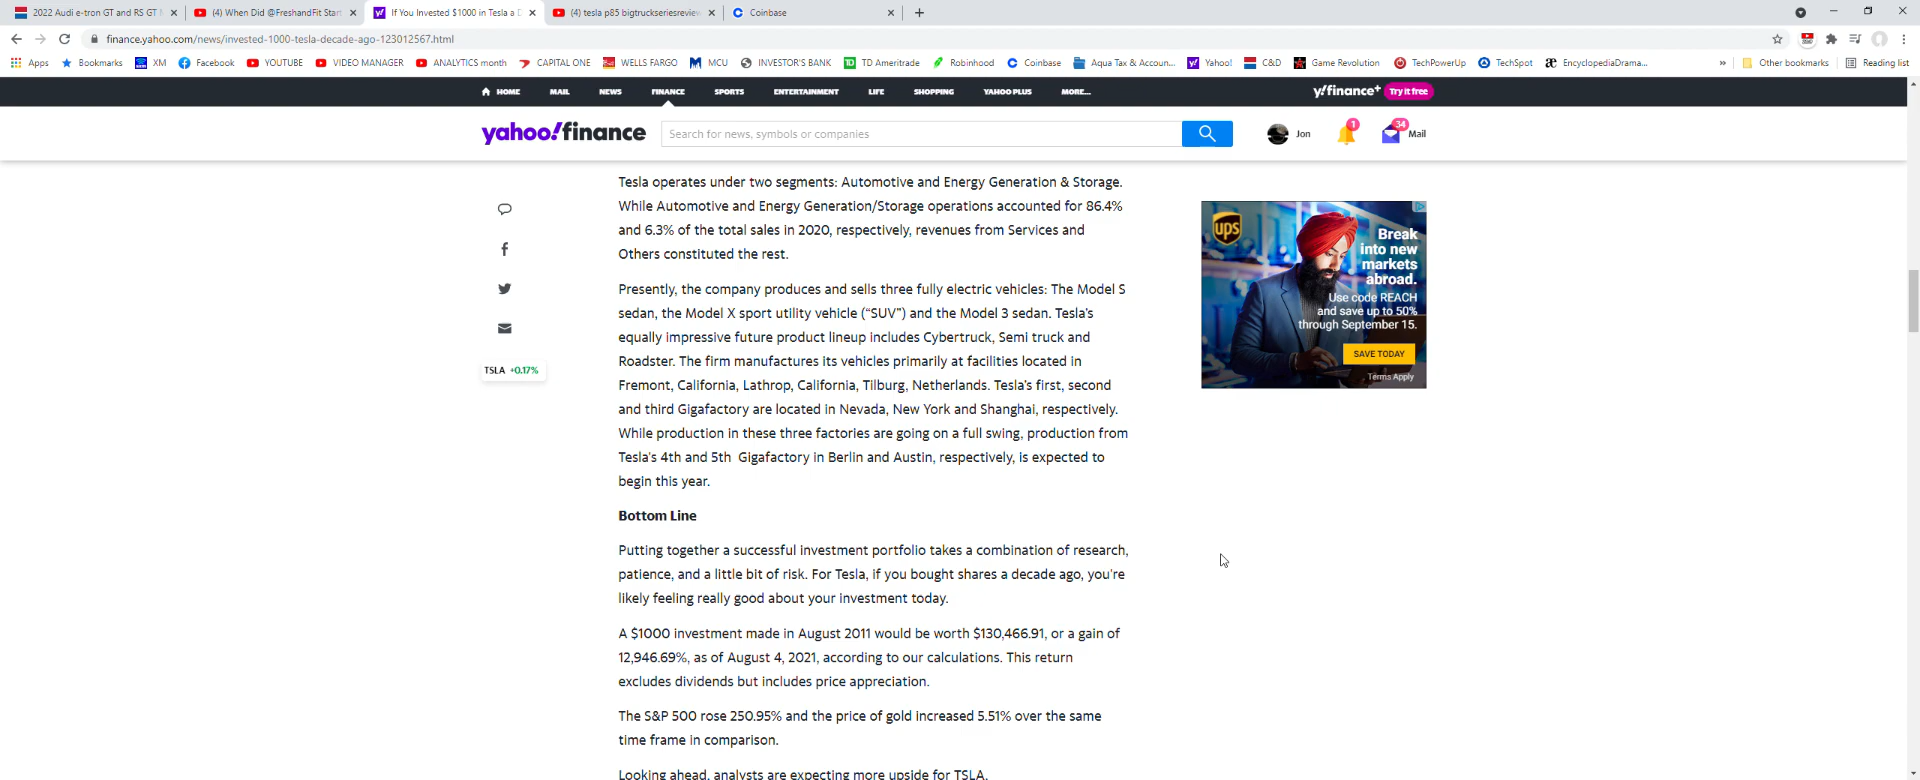 2022 Audi e-tron GT and RS GT
(4) When Did @FreshandFit Star
If You Invested $1000 in Tesla a D
(4) tesla p85 bigtruckseriesreview
Coinbase
finance.yahoo.com/news/invested-1000-tesla-decade-ago-123012567.html
Apps Bookmarks XM Facebook YOUTUBE VIDEO MANAGER ANALYTICS month CAPITAL ONE WELLS FARGO MCU INVESTOR'S BANK TD Ameritrade Robinhood Coinbase Aqua Tax & Accoun... Yahoo! C&D Game Revolution TechPowerUp TechSpot EncyclopediaDrama... » Other bookmarks Reading list
HOME MAIL NEWS FINANCE SPORTS ENTERTAINMENT LIFE SHOPPING YAHOO PLUS MORE... y!finance+ Try it free
yahoo!finance Search for news, symbols or companies Jon 1 34 Mail
Tesla operates under two segments: Automotive and Energy Generation & Storage.
While Automotive and Energy Generation/Storage operations accounted for 86.4%
and 6.3% of the total sales in 2020, respectively, revenues from Services and
Others constituted the rest.
Presently, the company produces and sells three fully electric vehicles: The Model S
sedan, the Model X sport utility vehicle (“SUV”) and the Model 3 sedan. Tesla’s
equally impressive future product lineup includes Cybertruck, Semi truck and
Roadster. The firm manufactures its vehicles primarily at facilities located in
Fremont, California, Lathrop, California, Tilburg, Netherlands. Tesla’s first, second
and third Gigafactory are located in Nevada, New York and Shanghai, respectively.
While production in these three factories are going on a full swing, production from
Tesla’s 4th and 5th Gigafactory in Berlin and Austin, respectively, is expected to
begin this year.
Bottom Line
Putting together a successful investment portfolio takes a combination of research,
patience, and a little bit of risk. For Tesla, if you bought shares a decade ago, you're
likely feeling really good about your investment today.
A $1000 investment made in August 2011 would be worth $130,466.91, or a gain of
12,946.69%, as of August 4, 2021, according to our calculations. This return
excludes dividends but includes price appreciation.
The S&P 500 rose 250.95% and the price of gold increased 5.51% over the same
time frame in comparison.
Looking ahead, analysts are expecting more upside for TSLA.
TSLA +0.17%
ups
Break
into new
markets
abroad.
Use code REACH
and save up to 50%
through September 15.
SAVE TODAY
Terms Apply